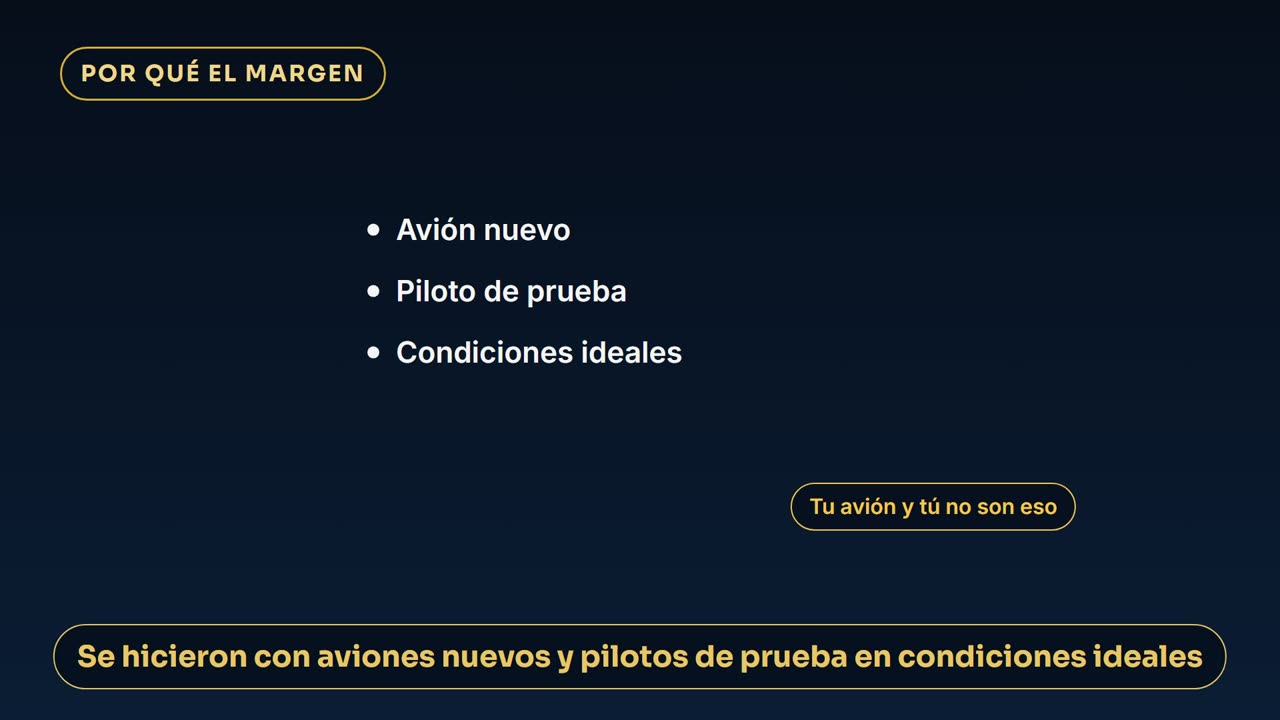 POR QUÉ EL MARGEN
• Avión nuevo
• Piloto de prueba
• Condiciones ideales
Tu avión y tú no son eso
Se hicieron con aviones nuevos y pilotos de prueba en condiciones ideales